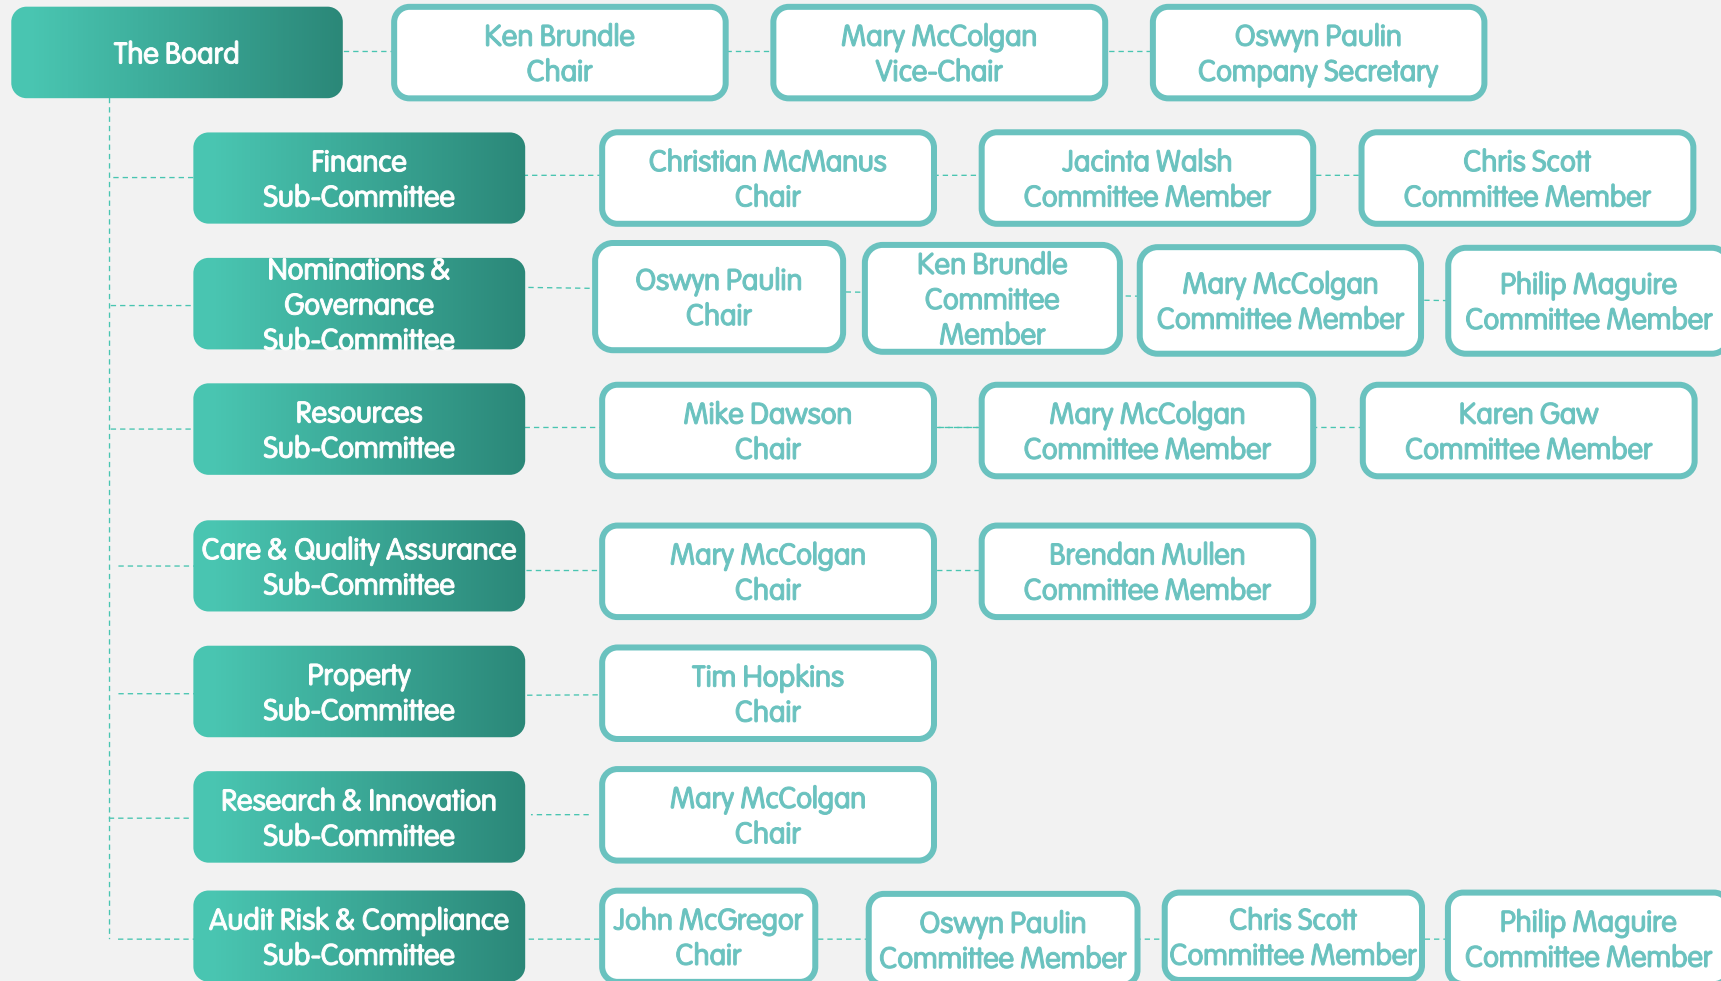 The Board
Ken Brundle
Chair
Mary McColgan
Vice-Chair
Oswyn Paulin
Company Secretary
Finance
Sub-Committee
Christian McManus
Chair
Jacinta Walsh
Committee Member
Chris Scott
Committee Member
Nominations &
Governance
Sub-Committee
Oswyn Paulin
Chair
Ken Brundle
Committee
Member
Mary McColgan
Committee Member
Philip Maguire
Committee Member
Resources
Sub-Committee
Mike Dawson
Chair
Mary McColgan
Committee Member
Karen Gaw
Committee Member
Care & Quality Assurance
Sub-Committee
Mary McColgan
Chair
Brendan Mullen
Committee Member
Property
Sub-Committee
Tim Hopkins
Chair
Research & Innovation
Sub-Committee
Mary McColgan
Chair
Audit Risk & Compliance
Sub-Committee
John McGregor
Chair
Oswyn Paulin
Committee Member
Chris Scott
Committee Member
Philip Maguire
Committee Member